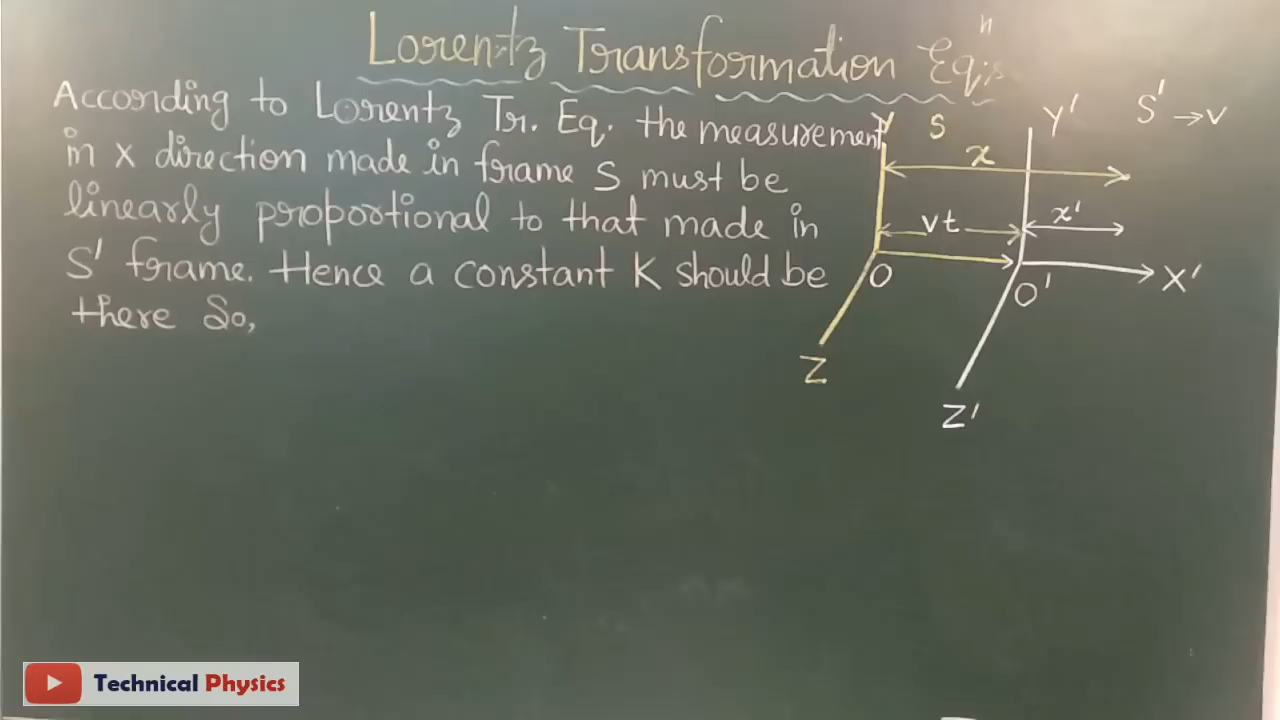 Lorentz Transformation Eqns
According to Lorentz Tr. Eq. the measurement
in x direction made in frame S must be
linearly proportional to that made in
S' frame. Hence a constant K should be
there So,
Y
S
Y'
S' → v
x
vt
x'
O
O'
X'
Z
Z'
Technical Physics